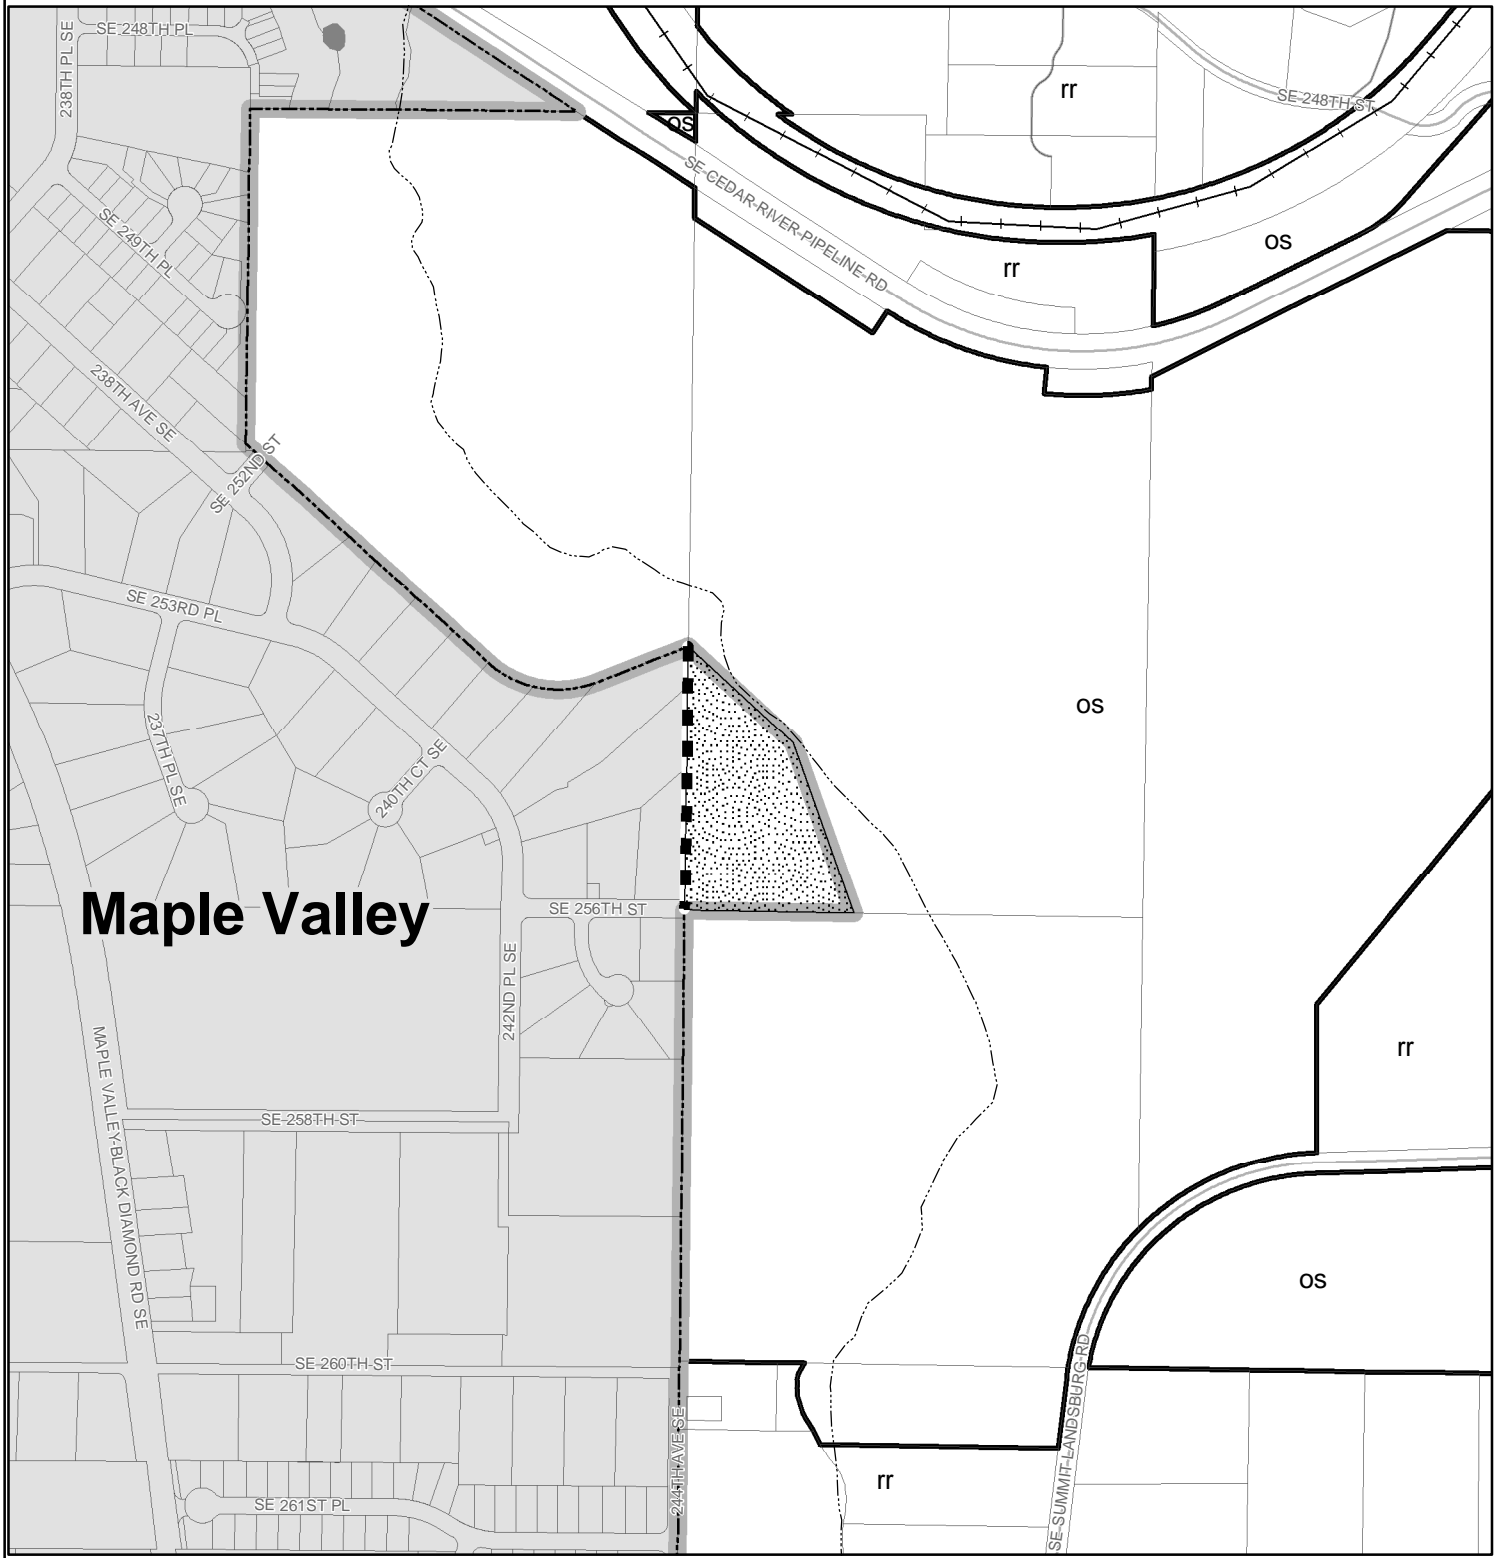 SE 248TH PL
238TH PL SE
rr
SE 248TH ST
os
SE-CEDAR-RIVER-PIPELINE-RD
SE 249TH PL
os
rr
238TH AVE SE
SE 252ND ST
SE 253RD PL
os
237TH PL SE
240TH CT SE
Maple Valley
SE 256TH ST
242ND PL SE
rr
MAPLE VALLEY-BLACK DIAMOND RD SE
SE-258TH-ST
os
SE-260TH-ST
244TH AVE SE
SE-SUMMIT-LANDSBURG-RD
rr
SE 261ST PL